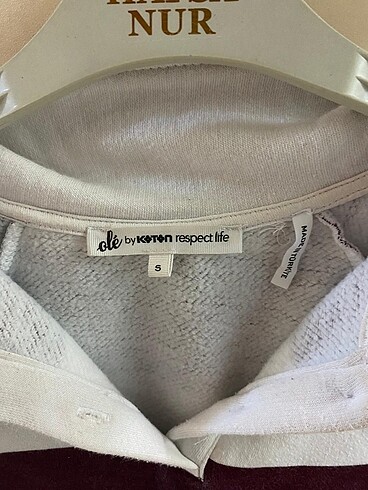 NUR
olé by KOTON respect life
S
MADE IN TÜRKİYE